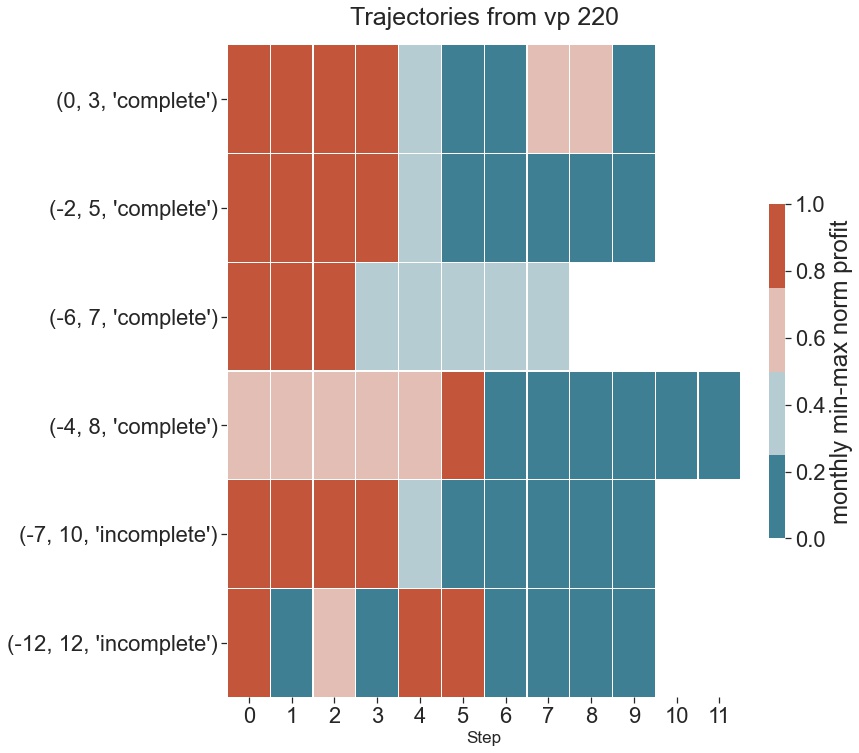 Trajectories from vp 220
(0, 3, 'complete')
(-2, 5, 'complete')
(-6, 7, 'complete')
(-4, 8, 'complete')
(-7, 10, 'incomplete')
(-12, 12, 'incomplete')
0 1 2 3 4 5 6 7 8 9 10 11
Step
1.0
0.8
0.6
0.4
0.2
0.0
monthly min-max norm profit